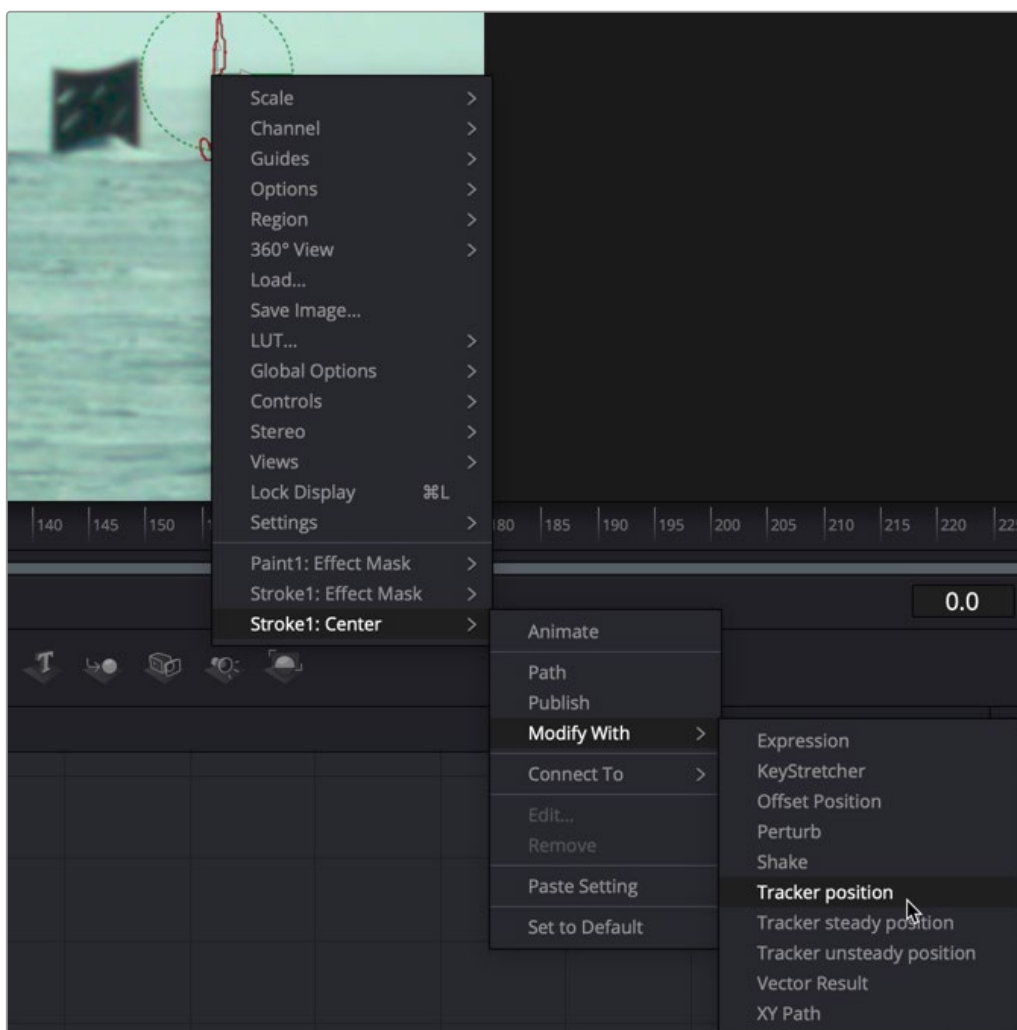 Scale
Channel
Guides
Options
Region
360° View
Load...
Save Image...
LUT...
Global Options
Controls
Stereo
Views
Lock Display ⌘L
Settings
140 145 150 180 185 190 195 200 205 210 215 220
Paint1: Effect Mask
Stroke1: Effect Mask
Stroke1: Center
0.0
T
Animate
Path
Publish
Modify With
Connect To
Edit...
Remove
Paste Setting
Set to Default
Expression
KeyStretcher
Offset Position
Perturb
Shake
Tracker position
Tracker steady position
Tracker unsteady position
Vector Result
XY Path